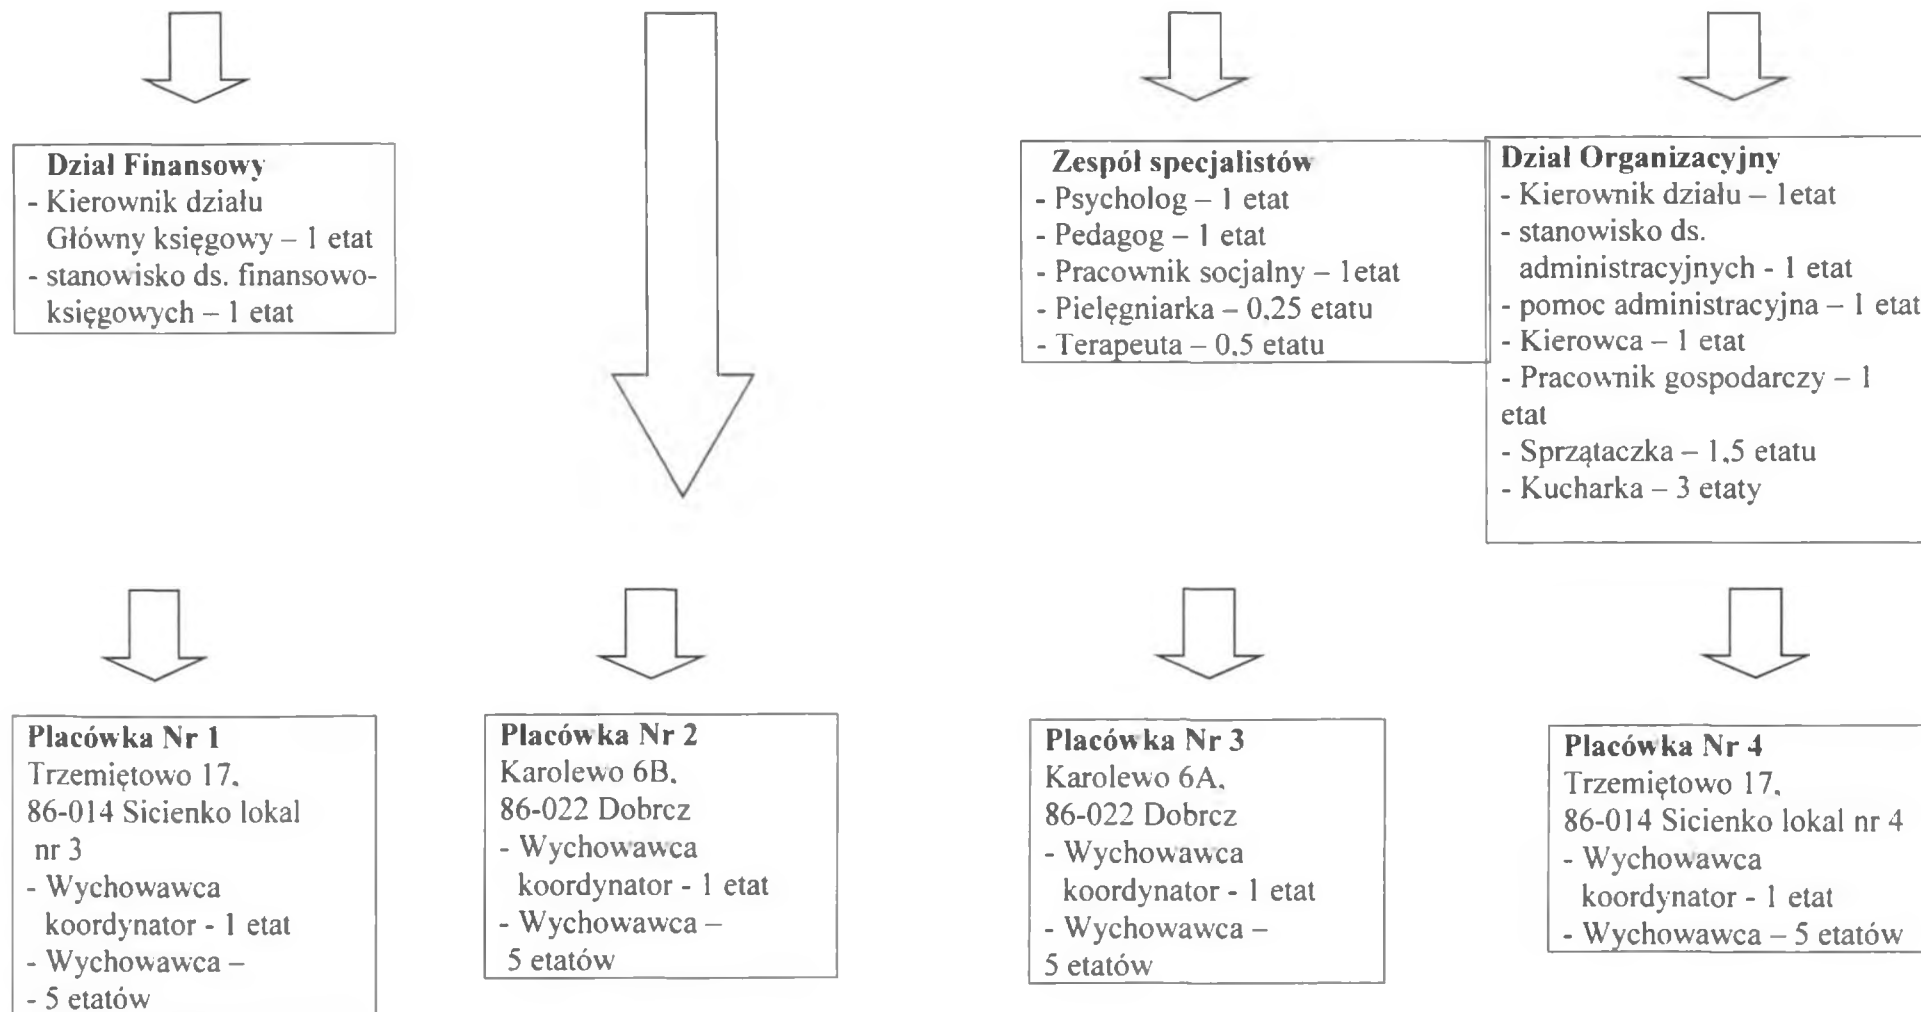 Dział Finansowy
- Kierownik działu
Główny księgowy – 1 etat
- stanowisko ds. finansowo-
księgowych – 1 etat
Zespół specjalistów
- Psycholog – 1 etat
- Pedagog – 1 etat
- Pracownik socjalny – 1etat
- Pielęgniarka – 0,25 etatu
- Terapeuta – 0,5 etatu
Dział Organizacyjny
- Kierownik działu – 1etat
- stanowisko ds.
administracyjnych - 1 etat
- pomoc administracyjna – 1 etat
- Kierowca – 1 etat
- Pracownik gospodarczy – 1
etat
- Sprzątaczka – 1,5 etatu
- Kucharka – 3 etaty
Placówka Nr 1
Trzemiętowo 17,
86-014 Sicienko lokal
nr 3
- Wychowawca
koordynator - 1 etat
- Wychowawca –
- 5 etatów
Placówka Nr 2
Karolewo 6B,
86-022 Dobrcz
- Wychowawca
koordynator - 1 etat
- Wychowawca –
5 etatów
Placówka Nr 3
Karolewo 6A,
86-022 Dobrcz
- Wychowawca
koordynator - 1 etat
- Wychowawca –
5 etatów
Placówka Nr 4
Trzemiętowo 17,
86-014 Sicienko lokal nr 4
- Wychowawca
koordynator - 1 etat
- Wychowawca – 5 etatów